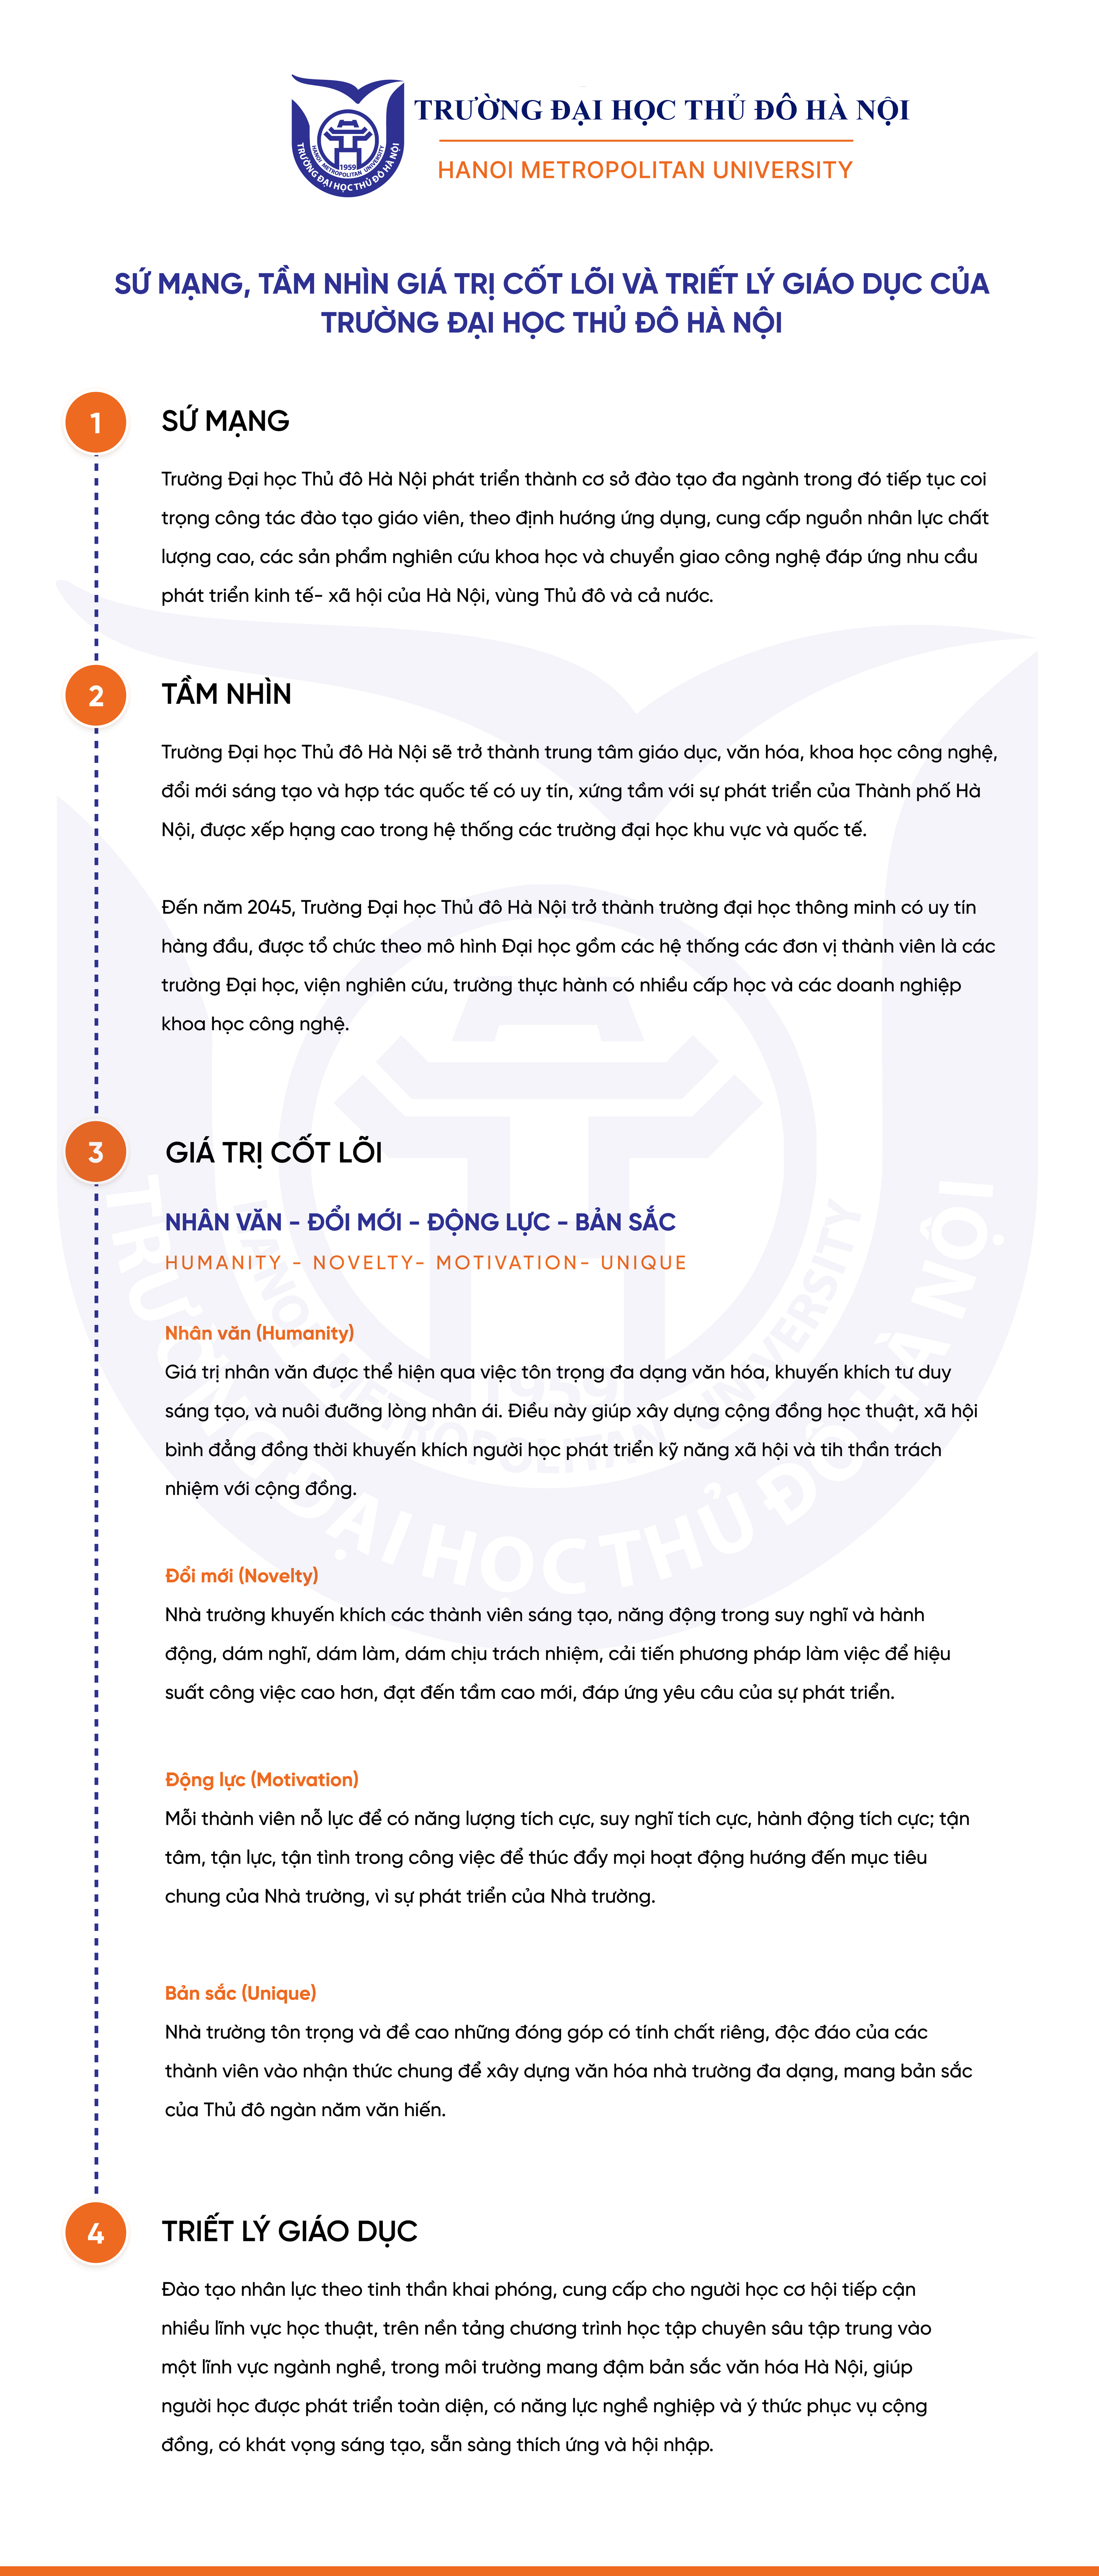 TRƯỜNG ĐẠI HỌC THỦ ĐÔ HÀ NỘI
HANOI METROPOLITAN UNIVERSITY
1959
HANOI METROPOLITAN UNIVERSITY
TRƯỜNG ĐẠI HỌC THỦ ĐÔ HÀ NỘI
SỨ MẠNG, TẦM NHÌN GIÁ TRỊ CỐT LÕI VÀ TRIẾT LÝ GIÁO DỤC CỦA
TRƯỜNG ĐẠI HỌC THỦ ĐÔ HÀ NỘI
1
SỨ MẠNG
Trường Đại học Thủ đô Hà Nội phát triển thành cơ sở đào tạo đa ngành trong đó tiếp tục coi
trọng công tác đào tạo giáo viên, theo định hướng ứng dụng, cung cấp nguồn nhân lực chất
lượng cao, các sản phẩm nghiên cứu khoa học và chuyển giao công nghệ đáp ứng nhu cầu
phát triển kinh tế- xã hội của Hà Nội, vùng Thủ đô và cả nước.
2
TẦM NHÌN
Trường Đại học Thủ đô Hà Nội sẽ trở thành trung tâm giáo dục, văn hóa, khoa học công nghệ,
đổi mới sáng tạo và hợp tác quốc tế có uy tín, xứng tầm với sự phát triển của Thành phố Hà
Nội, được xếp hạng cao trong hệ thống các trường đại học khu vực và quốc tế.
Đến năm 2045, Trường Đại học Thủ đô Hà Nội trở thành trường đại học thông minh có uy tín
hàng đầu, được tổ chức theo mô hình Đại học gồm các hệ thống các đơn vị thành viên là các
trường Đại học, viện nghiên cứu, trường thực hành có nhiều cấp học và các doanh nghiệp
khoa học công nghệ.
3
GIÁ TRỊ CỐT LÕI
NHÂN VĂN - ĐỔI MỚI - ĐỘNG LỰC - BẢN SẮC
HUMANITY - NOVELTY- MOTIVATION- UNIQUE
Nhân văn (Humanity)
Giá trị nhân văn được thể hiện qua việc tôn trọng đa dạng văn hóa, khuyến khích tư duy
sáng tạo, và nuôi dưỡng lòng nhân ái. Điều này giúp xây dựng cộng đồng học thuật, xã hội
bình đẳng đồng thời khuyến khích người học phát triển kỹ năng xã hội và tih thần trách
nhiệm với cộng đồng.
Đổi mới (Novelty)
Nhà trường khuyến khích các thành viên sáng tạo, năng động trong suy nghĩ và hành
động, dám nghĩ, dám làm, dám chịu trách nhiệm, cải tiến phương pháp làm việc để hiệu
suất công việc cao hơn, đạt đến tầm cao mới, đáp ứng yêu câu của sự phát triển.
Động lực (Motivation)
Mỗi thành viên nỗ lực để có năng lượng tích cực, suy nghĩ tích cực, hành động tích cực; tận
tâm, tận lực, tận tình trong công việc để thúc đẩy mọi hoạt động hướng đến mục tiêu
chung của Nhà trường, vì sự phát triển của Nhà trường.
Bản sắc (Unique)
Nhà trường tôn trọng và đề cao những đóng góp có tính chất riêng, độc đáo của các
thành viên vào nhận thức chung để xây dựng văn hóa nhà trường đa dạng, mang bản sắc
của Thủ đô ngàn năm văn hiến.
4
TRIẾT LÝ GIÁO DỤC
Đào tạo nhân lực theo tinh thần khai phóng, cung cấp cho người học cơ hội tiếp cận
nhiều lĩnh vực học thuật, trên nền tảng chương trình học tập chuyên sâu tập trung vào
một lĩnh vực ngành nghề, trong môi trường mang đậm bản sắc văn hóa Hà Nội, giúp
người học được phát triển toàn diện, có năng lực nghề nghiệp và ý thức phục vụ cộng
đồng, có khát vọng sáng tạo, sẵn sàng thích ứng và hội nhập.
1959
HANOI METROPOLITAN UNIVERSITY
TRƯỜNG ĐẠI HỌC THỦ ĐÔ HÀ NỘI